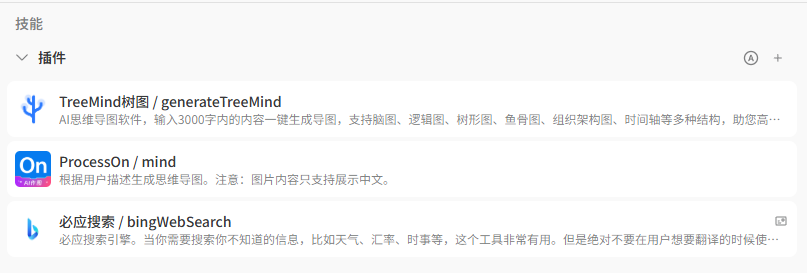 技能
插件
TreeMind树图 / generateTreeMind
AI思维导图软件，输入3000字内的内容一键生成导图，支持脑图、逻辑图、树形图、鱼骨图、组织架构图、时间轴等多种结构，助您高…
On
AI作图
ProcessOn / mind
根据用户描述生成思维导图。注意：图片内容只支持展示中文。
必应搜索 / bingWebSearch
必应搜索引擎。当你需要搜索你不知道的信息，比如天气、汇率、时事等，这个工具非常有用。但是绝对不要在用户想要翻译的时候使…